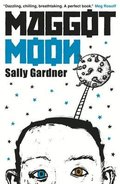 "Dazzling, chilling, breathtaking. A perfect book." Meg Rosoff
MAGGOT
MOON
Sally Gardner